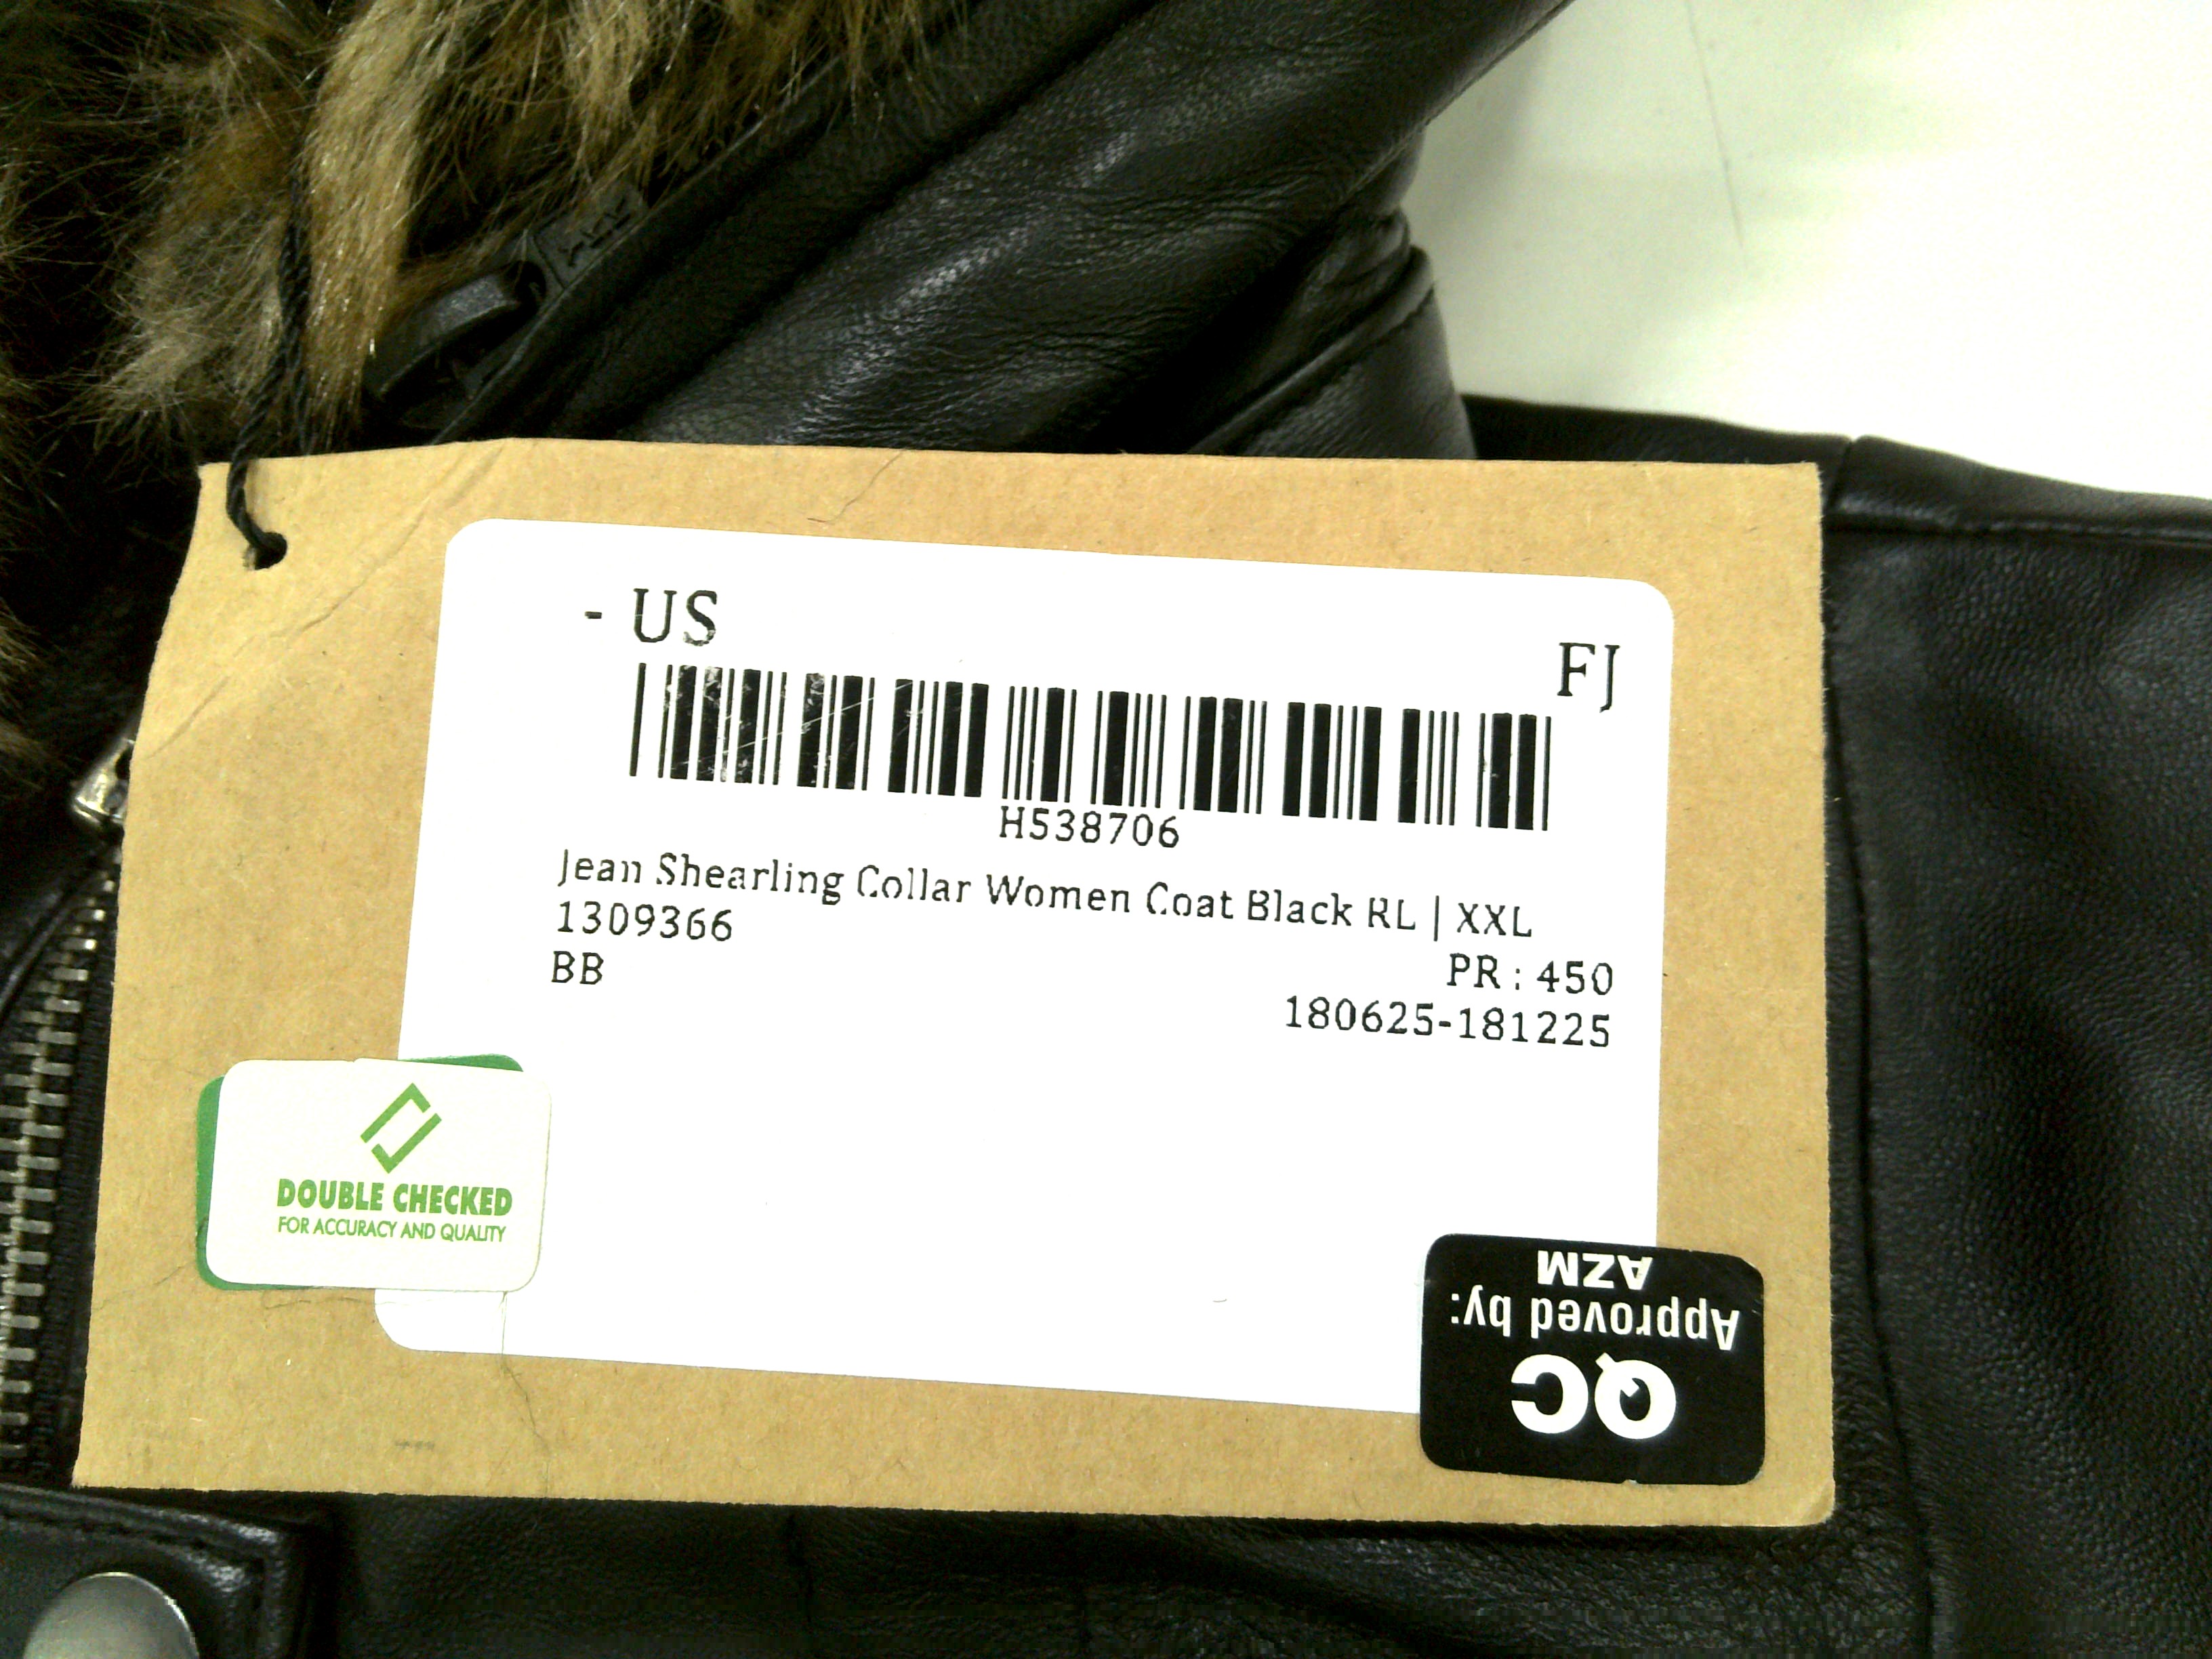 - US
FJ
H538706
Jean Shearling Collar Women Coat Black RL | XXL
1309366
PR : 450
BB
180625-181225
DOUBLE CHECKED
FOR ACCURACY AND QUALITY
QC
Approved by:
AZM